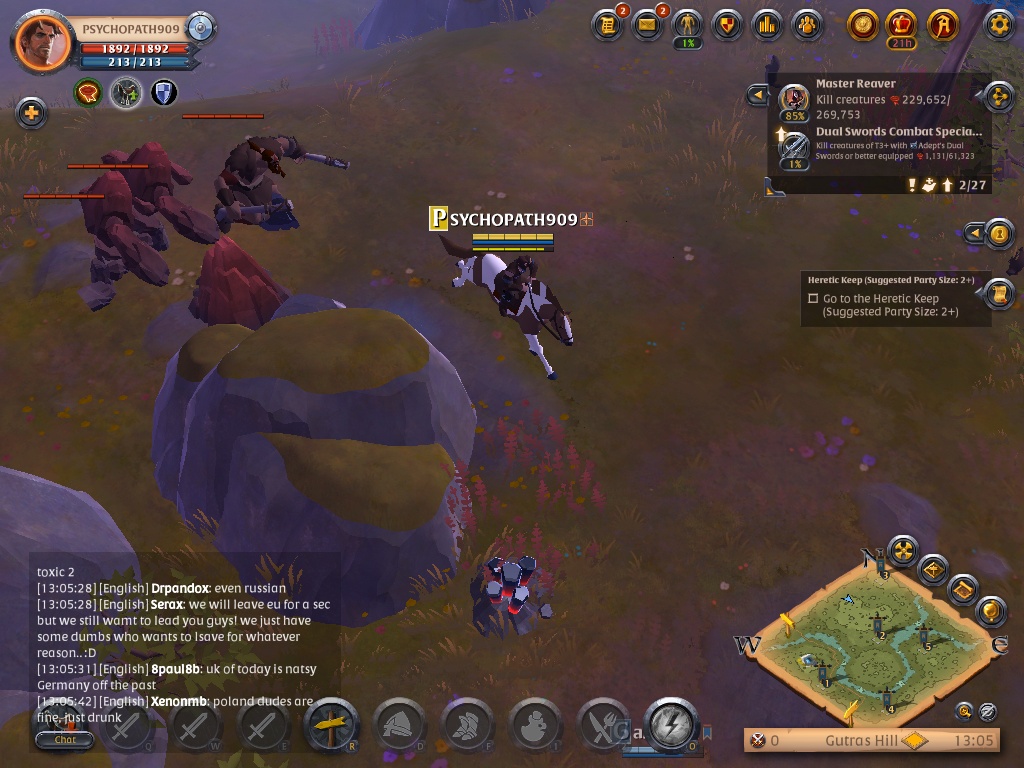 PSYCHOPATH909
1892 / 1892
213 / 213
2
2
1%
21h
Master Reaver
Kill creatures 229,652/
269,753
85%
Dual Swords Combat Specia...
Kill creatures of T3+ with Adept's Dual
Swords or better equipped 1,131/61,323
1%
2/27
PSYCHOPATH909
Heretic Keep (Suggested Party Size: 2+)
Go to the Heretic Keep
(Suggested Party Size: 2+)
toxic 2
[13:05:28] [English] Drpandox: even russian
[13:05:28] [English] Serax: we will leave eu for a sec
but we still wamt to lead you guys! we just have
some dumbs who wants to lsave for whatever
reason..:D
[13:05:31] [English] 8paul8b: uk of today is natsy
Germany off the past
[13:05:42] [English] Xenonmb: poland dudes are
fine, just drunk
Chat
Q
W
E
R
D
F
I
O
N
W
E
3
2
5
1
4
0
Gutras Hill
13:05